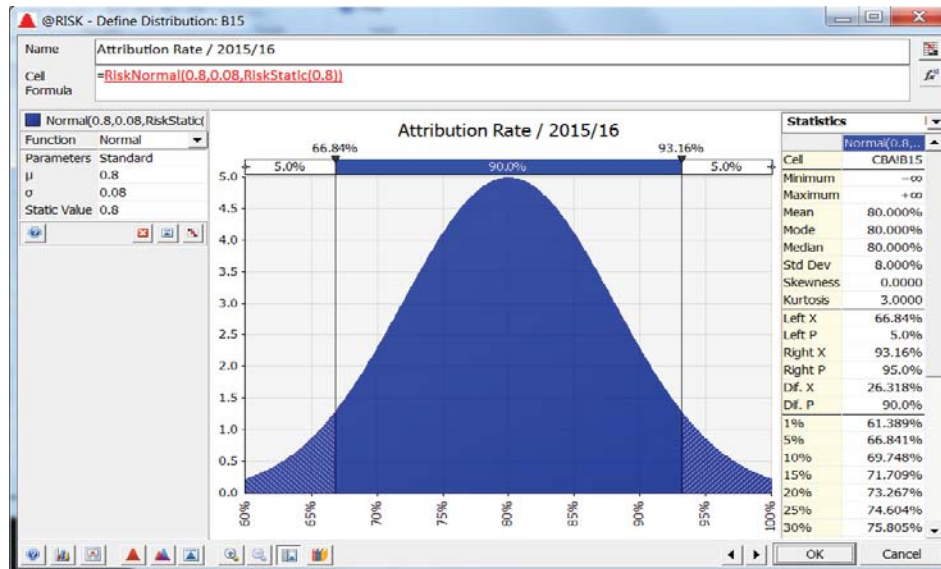 @RISK - Define Distribution: B15
Name
Attribution Rate / 2015/16
Cell Formula
=RiskNormal(0.8,0.08,RiskStatic(0.8))
Normal(0.8,0.08,RiskStatic(
Function Normal
Parameters Standard
μ 0.8
σ 0.08
Static Value 0.8
Attribution Rate / 2015/16
66.84% 93.16%
5.0% 90.0% 5.0%
5.0
4.5
4.0
3.5
3.0
2.5
2.0
1.5
1.0
0.5
0.0
60% 65% 70% 75% 80% 85% 90% 95% 100%
Statistics
Normal(0.8,...
Cell CBA!B15
Minimum -∞
Maximum +∞
Mean 80.000%
Mode 80.000%
Median 80.000%
Std Dev 8.000%
Skewness 0.0000
Kurtosis 3.0000
Left X 66.84%
Left P 5.0%
Right X 93.16%
Right P 95.0%
Dif. X 26.318%
Dif. P 90.0%
1% 61.389%
5% 66.841%
10% 69.748%
15% 71.709%
20% 73.267%
25% 74.604%
30% 75.805%
OK Cancel